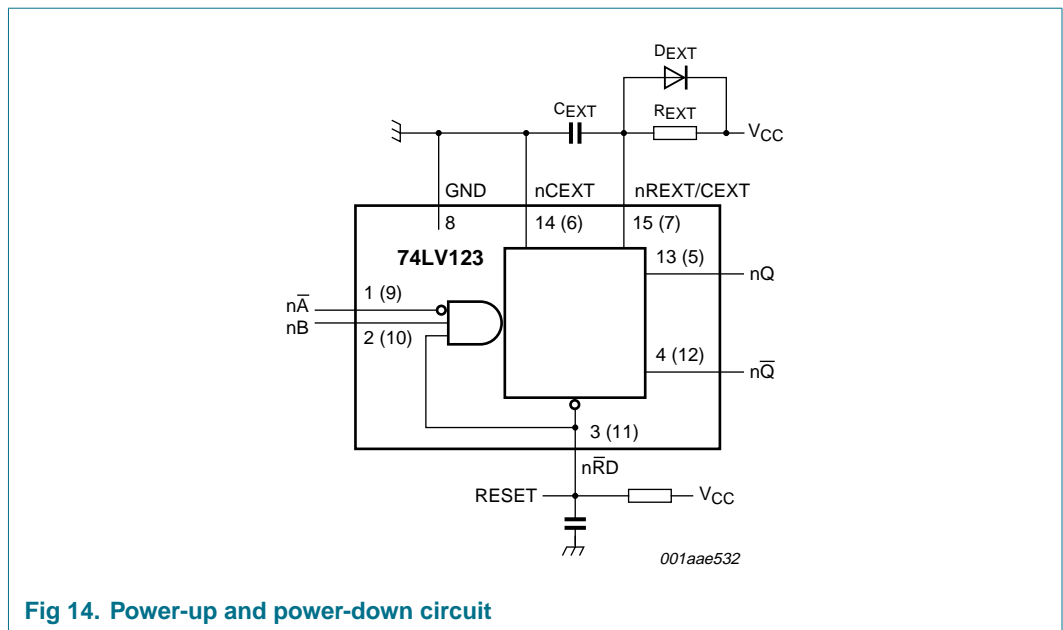 DEXT
CEXT
REXT
VCC
GND
nCEXT
nREXT/CEXT
8
14 (6)
15 (7)
74LV123
13 (5)
nQ
1 (9)
nA̅
nB
2 (10)
4 (12)
nQ̅
3 (11)
nR̅D
RESET
VCC
001aae532
Fig 14. Power-up and power-down circuit